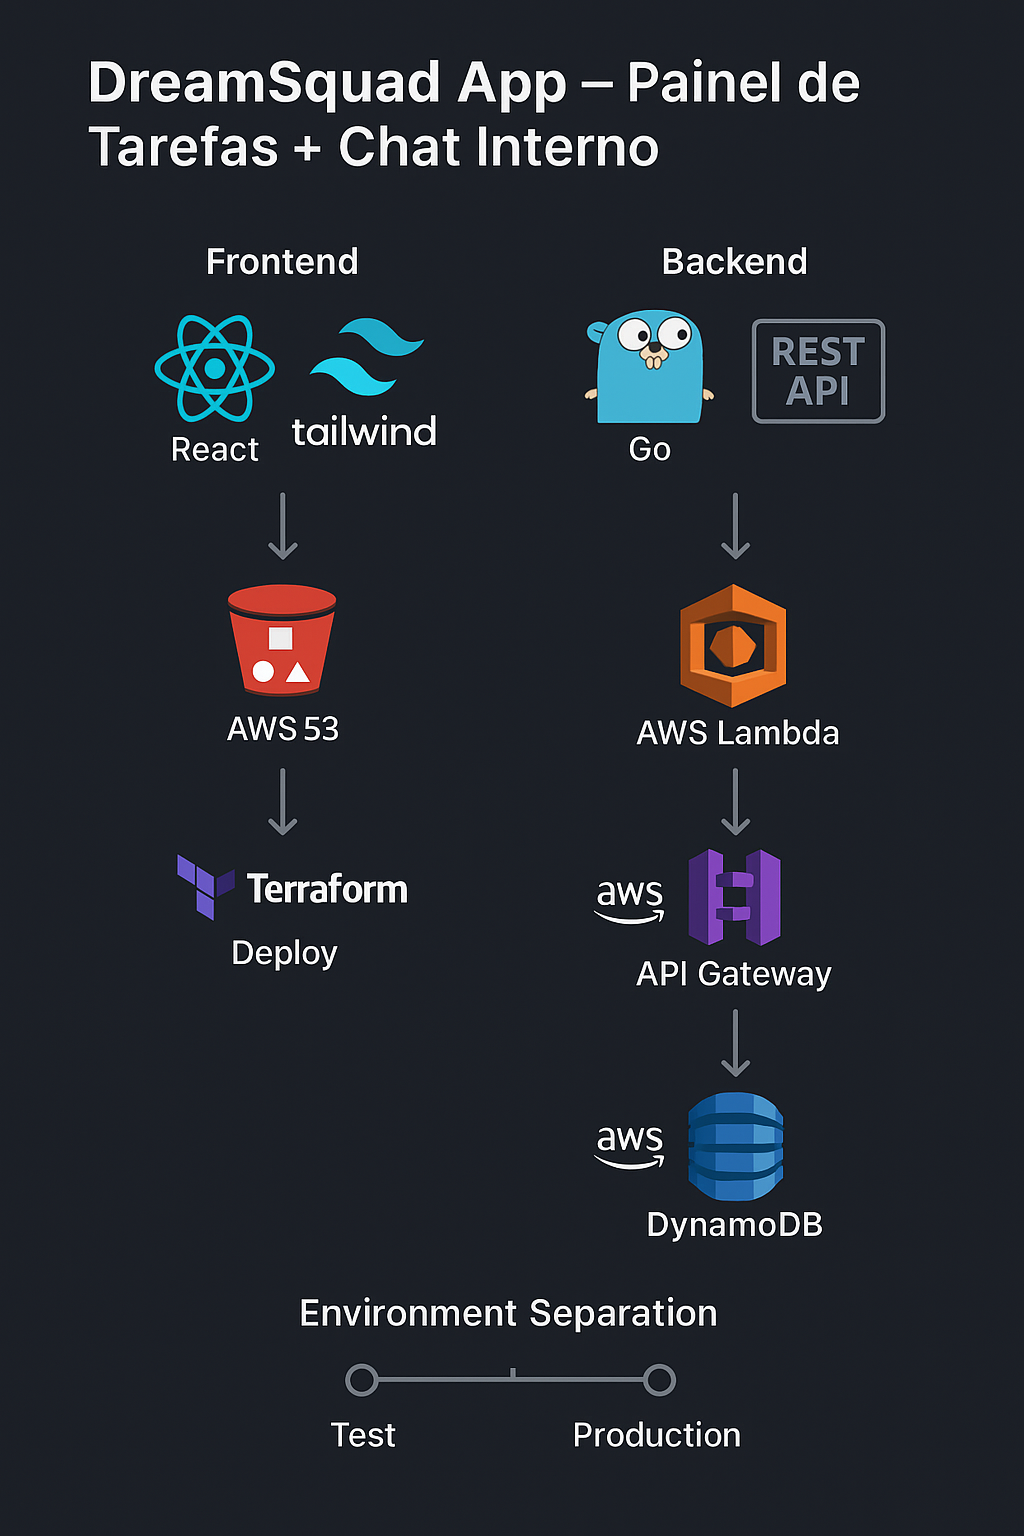 DreamSquad App – Painel de
Tarefas + Chat Interno
Frontend
React
tailwind
AWS 53
Terraform
Deploy
Backend
Go
REST
API
AWS Lambda
aws
API Gateway
aws
DynamoDB
Environment Separation
Test
Production